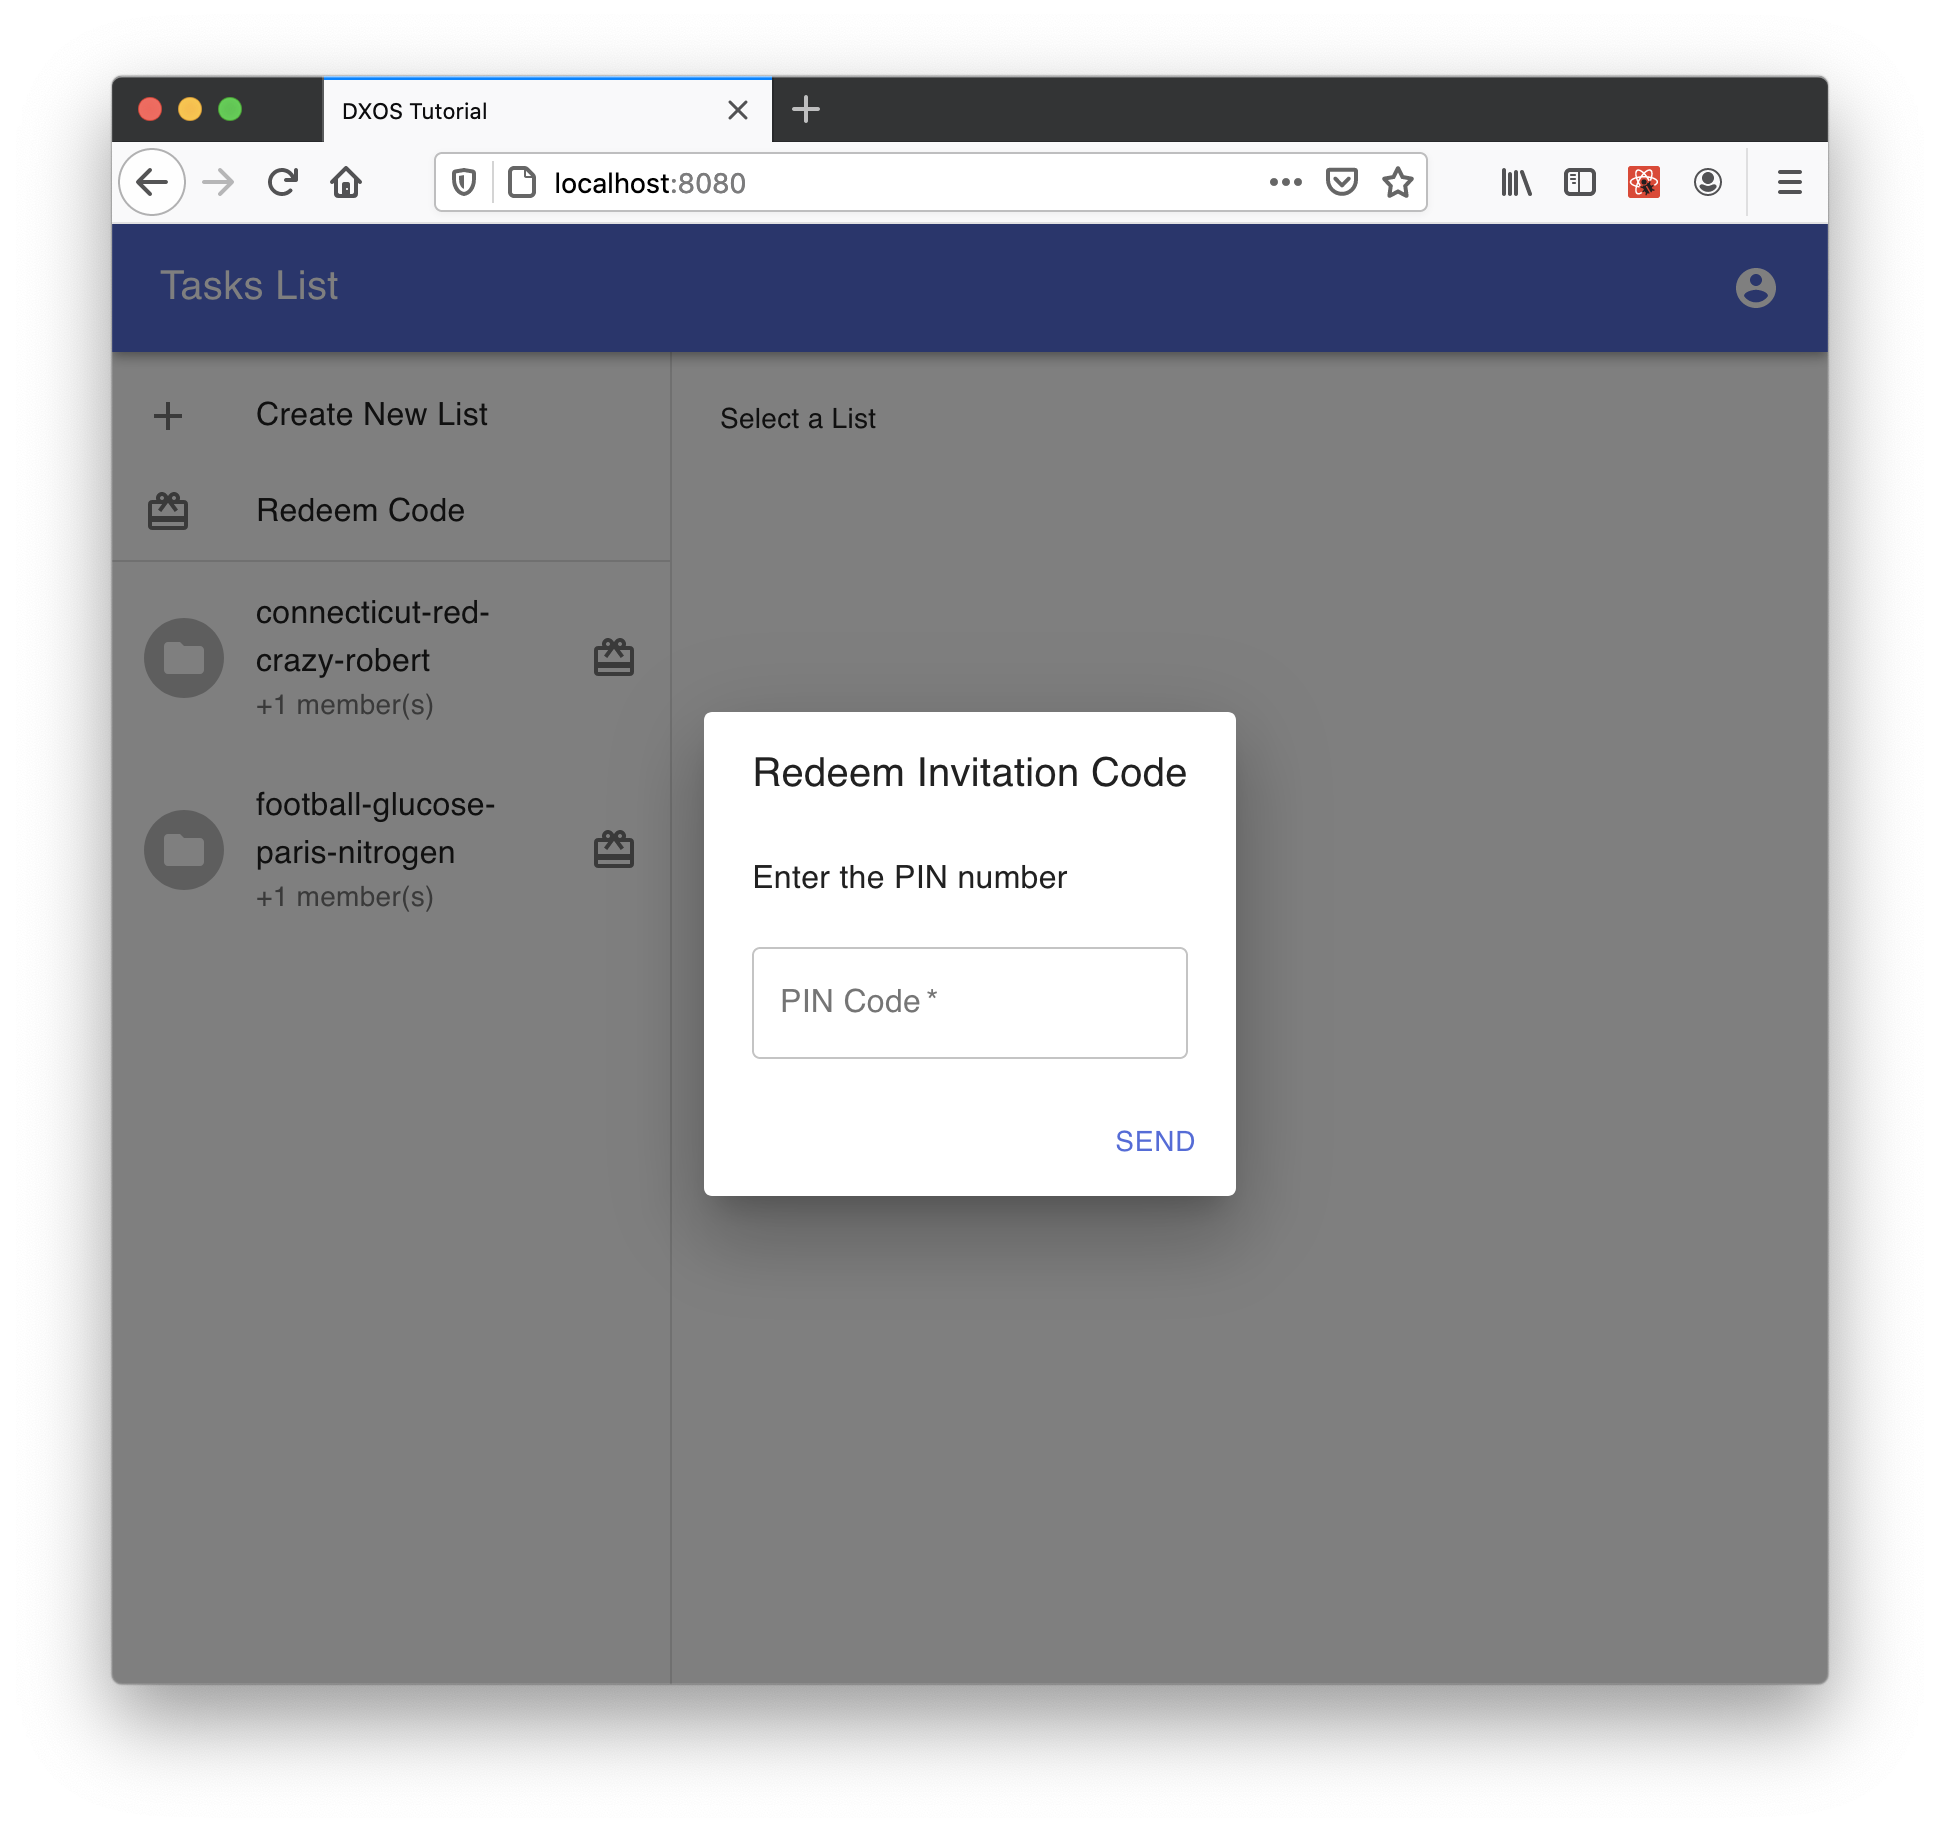 DXOS Tutorial
localhost:8080
Tasks List
Create New List
Redeem Code
connecticut-red-
crazy-robert
+1 member(s)
football-glucose-
paris-nitrogen
+1 member(s)
Select a List
Redeem Invitation Code
Enter the PIN number
PIN Code *
SEND